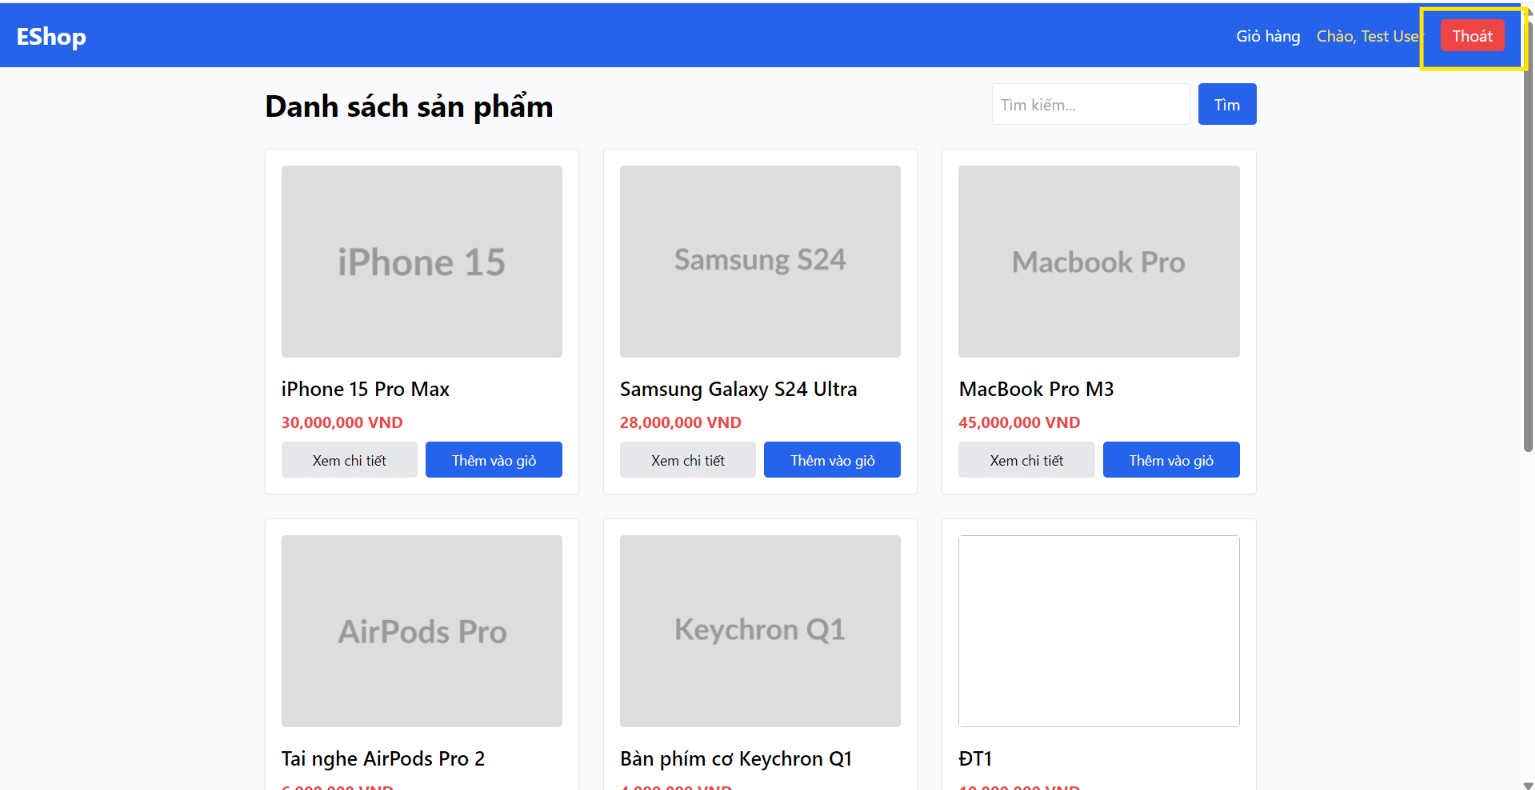 EShop
Giỏ hàng
Chào, Test User
Thoát
Danh sách sản phẩm
Tìm kiếm...
Tìm
iPhone 15
Samsung S24
Macbook Pro
iPhone 15 Pro Max
Samsung Galaxy S24 Ultra
MacBook Pro M3
30,000,000 VND
28,000,000 VND
45,000,000 VND
Xem chi tiết
Thêm vào giỏ
Xem chi tiết
Thêm vào giỏ
Xem chi tiết
Thêm vào giỏ
AirPods Pro
Keychron Q1
Tai nghe AirPods Pro 2
Bàn phím cơ Keychron Q1
ĐT1